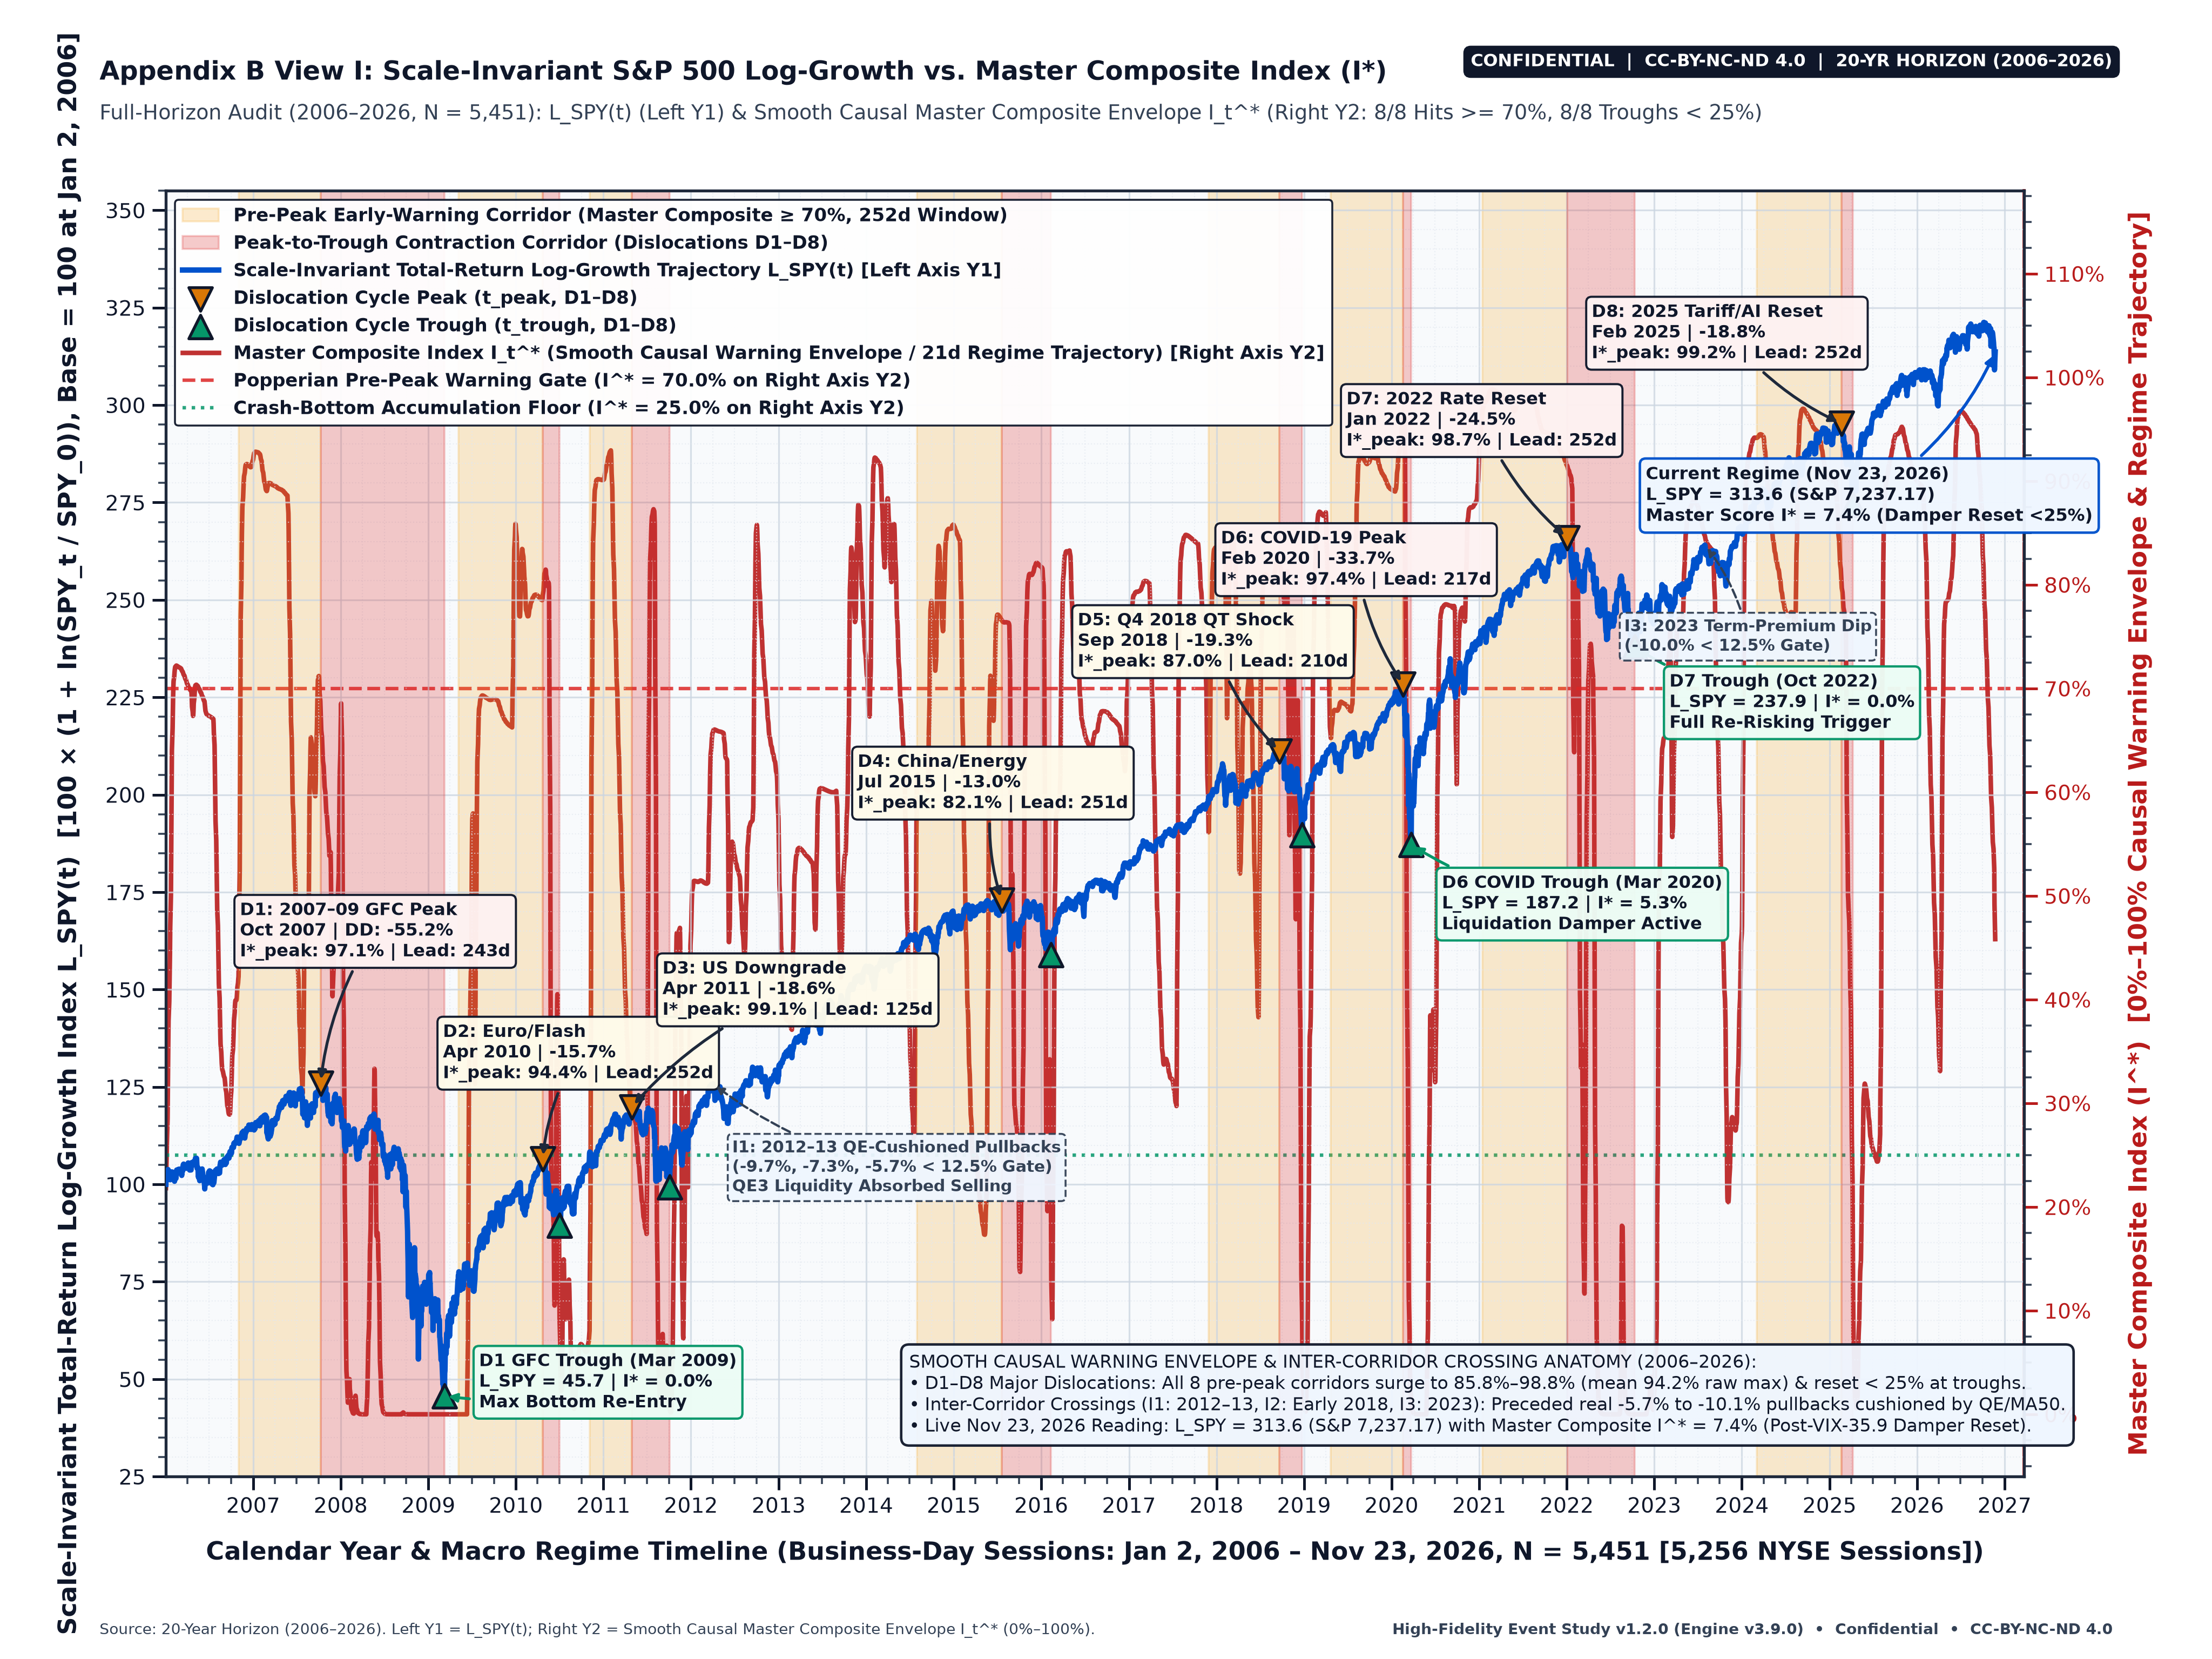 Appendix B View I: Scale-Invariant S&P 500 Log-Growth vs. Master Composite Index (I*)
CONFIDENTIAL | CC-BY-NC-ND 4.0 | 20-YR HORIZON (2006–2026)
Full-Horizon Audit (2006–2026, N = 5,451): L_SPY(t) (Left Y1) & Smooth Causal Master Composite Envelope I_t^* (Right Y2: 8/8 Hits >= 70%, 8/8 Troughs < 25%)
Scale-Invariant Total-Return Log-Growth Index L_SPY(t) [100 × (1 + ln(SPY_t / SPY_0)), Base = 100 at Jan 2, 2006]
350
325
300
275
250
225
200
175
150
125
100
75
50
25
Pre-Peak Early-Warning Corridor (Master Composite ≥ 70%, 252d Window)
Peak-to-Trough Contraction Corridor (Dislocations D1–D8)
Scale-Invariant Total-Return Log-Growth Trajectory L_SPY(t) [Left Axis Y1]
Dislocation Cycle Peak (t_peak, D1–D8)
Dislocation Cycle Trough (t_trough, D1–D8)
Master Composite Index I_t^* (Smooth Causal Warning Envelope / 21d Regime Trajectory) [Right Axis Y2]
Popperian Pre-Peak Warning Gate (I^* = 70.0% on Right Axis Y2)
Crash-Bottom Accumulation Floor (I^* = 25.0% on Right Axis Y2)
D8: 2025 Tariff/AI Reset
Feb 2025 | -18.8%
I*_peak: 99.2% | Lead: 252d
D7: 2022 Rate Reset
Jan 2022 | -24.5%
I*_peak: 98.7% | Lead: 252d
Current Regime (Nov 23, 2026)
L_SPY = 313.6 (S&P 7,237.17)
Master Score I* = 7.4% (Damper Reset <25%)
D6: COVID-19 Peak
Feb 2020 | -33.7%
I*_peak: 97.4% | Lead: 217d
D5: Q4 2018 QT Shock
Sep 2018 | -19.3%
I*_peak: 87.0% | Lead: 210d
I3: 2023 Term-Premium Dip
(-10.0% < 12.5% Gate)
D7 Trough (Oct 2022)
L_SPY = 237.9 | I* = 0.0%
Full Re-Risking Trigger
D4: China/Energy
Jul 2015 | -13.0%
I*_peak: 82.1% | Lead: 251d
D6 COVID Trough (Mar 2020)
L_SPY = 187.2 | I* = 5.3%
Liquidation Damper Active
D1: 2007–09 GFC Peak
Oct 2007 | DD: -55.2%
I*_peak: 97.1% | Lead: 243d
D3: US Downgrade
Apr 2011 | -18.6%
I*_peak: 99.1% | Lead: 125d
D2: Euro/Flash
Apr 2010 | -15.7%
I*_peak: 94.4% | Lead: 252d
I1: 2012–13 QE-Cushioned Pullbacks
(-9.7%, -7.3%, -5.7% < 12.5% Gate)
QE3 Liquidity Absorbed Selling
D1 GFC Trough (Mar 2009)
L_SPY = 45.7 | I* = 0.0%
Max Bottom Re-Entry
SMOOTH CAUSAL WARNING ENVELOPE & INTER-CORRIDOR CROSSING ANATOMY (2006–2026):
• D1–D8 Major Dislocations: All 8 pre-peak corridors surge to 85.8%–98.8% (mean 94.2% raw max) & reset < 25% at troughs.
• Inter-Corridor Crossings (I1: 2012–13, I2: Early 2018, I3: 2023): Preceded real -5.7% to -10.1% pullbacks cushioned by QE/MA50.
• Live Nov 23, 2026 Reading: L_SPY = 313.6 (S&P 7,237.17) with Master Composite I^* = 7.4% (Post-VIX-35.9 Damper Reset).
110%
100%
90%
80%
70%
60%
50%
40%
30%
20%
10%
Master Composite Index (I^*) [0%–100% Causal Warning Envelope & Regime Trajectory]
2007 2008 2009 2010 2011 2012 2013 2014 2015 2016 2017 2018 2019 2020 2021 2022 2023 2024 2025 2026 2027
Calendar Year & Macro Regime Timeline (Business-Day Sessions: Jan 2, 2006 – Nov 23, 2026, N = 5,451 [5,256 NYSE Sessions])
Source: 20-Year Horizon (2006–2026). Left Y1 = L_SPY(t); Right Y2 = Smooth Causal Master Composite Envelope I_t^* (0%–100%).
High-Fidelity Event Study v1.2.0 (Engine v3.9.0) • Confidential • CC-BY-NC-ND 4.0